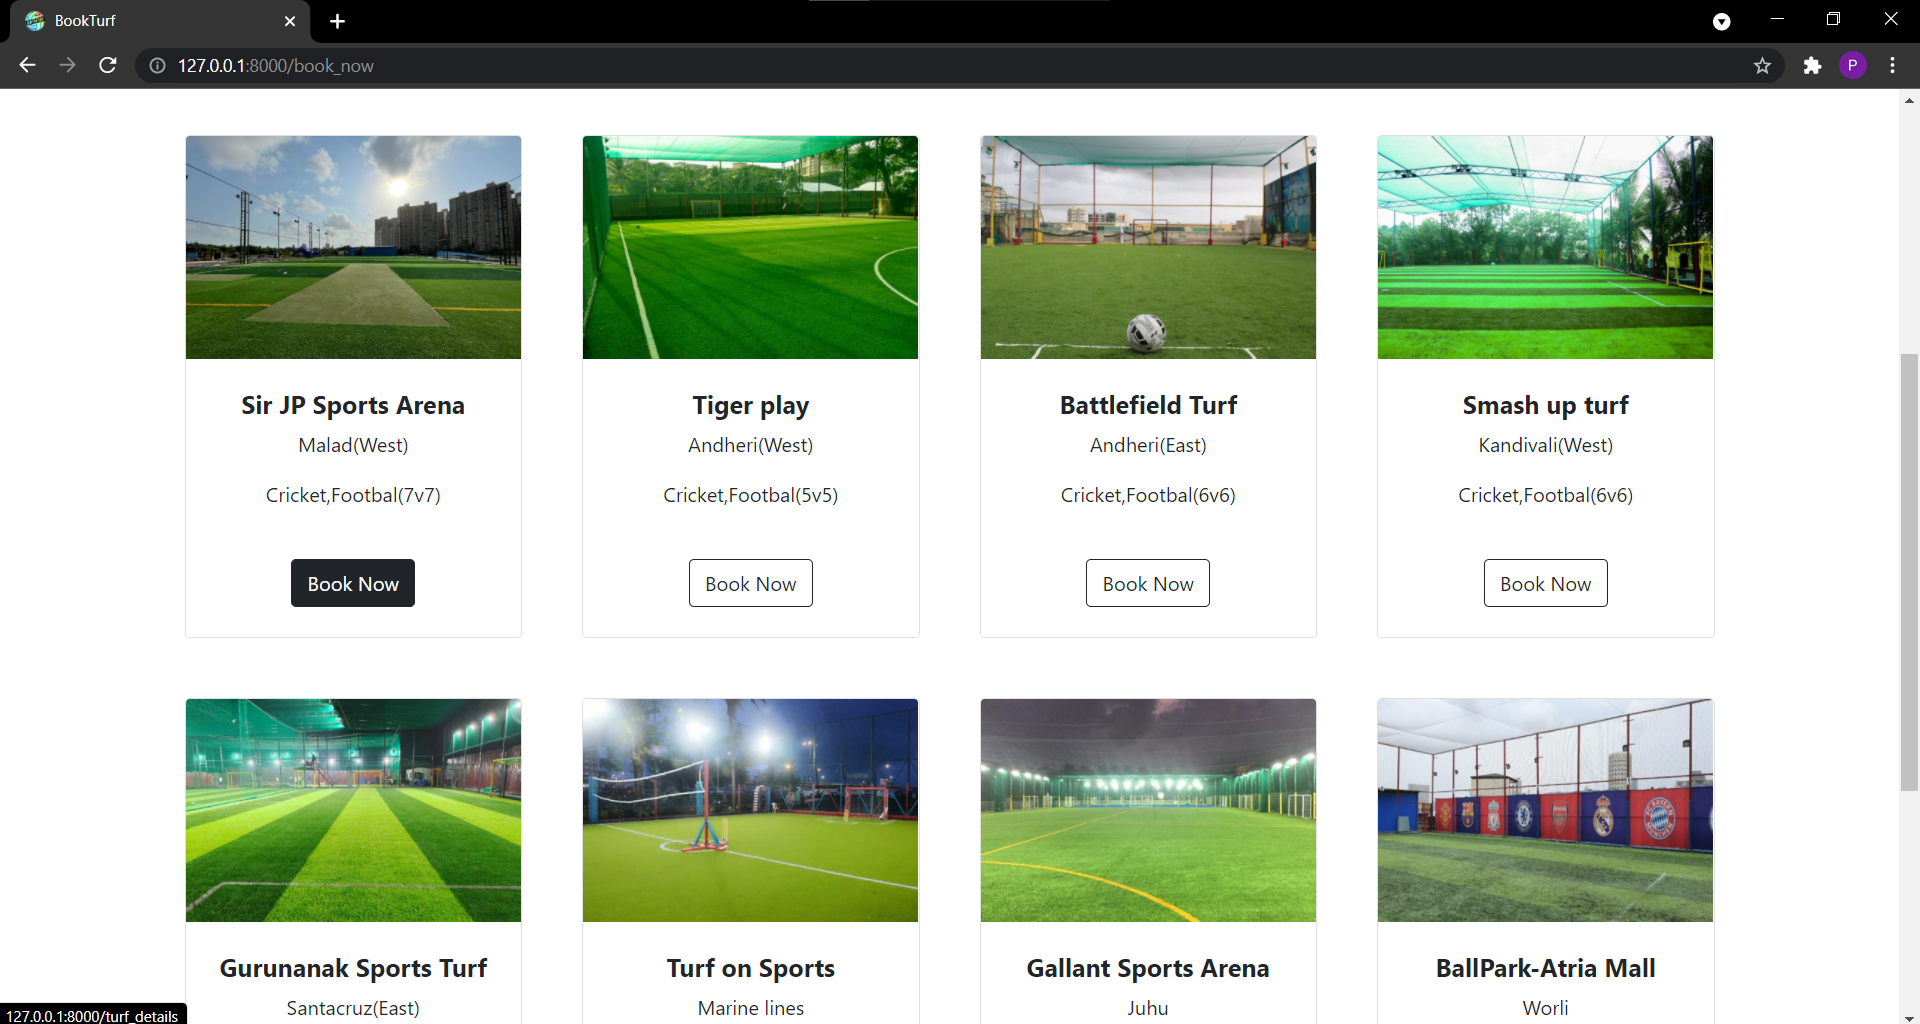 BookTurf
127.0.0.1:8000/book_now
P
Sir JP Sports Arena
Malad(West)
Cricket,Footbal(7v7)
Book Now
Tiger play
Andheri(West)
Cricket,Footbal(5v5)
Book Now
Battlefield Turf
Andheri(East)
Cricket,Footbal(6v6)
Book Now
Smash up turf
Kandivali(West)
Cricket,Footbal(6v6)
Book Now
Gurunanak Sports Turf
Santacruz(East)
Turf on Sports
Marine lines
Gallant Sports Arena
Juhu
BallPark-Atria Mall
Worli
127.0.0.1:8000/turf_details